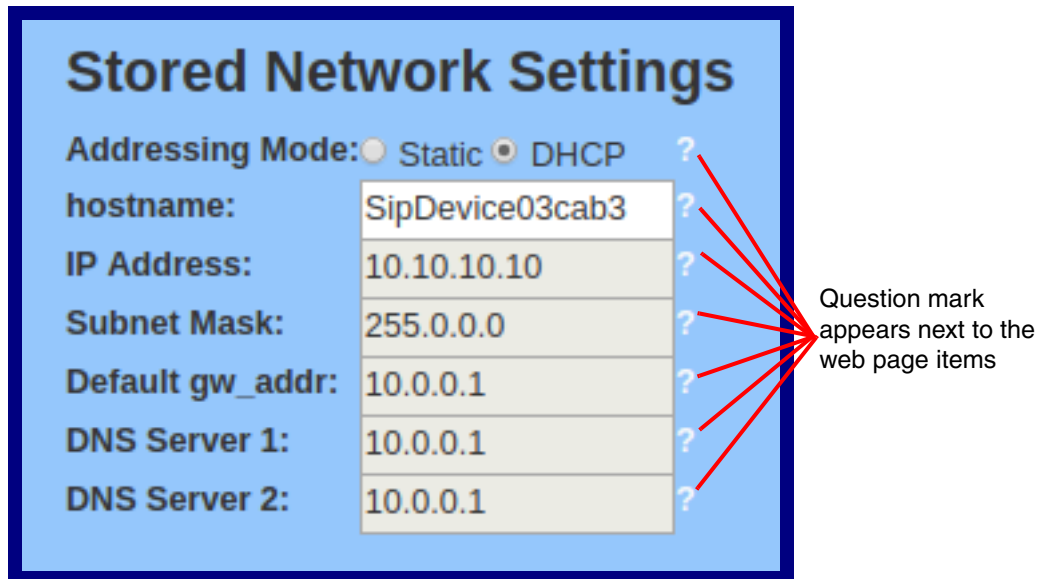 Stored Network Settings
Addressing Mode: Static DHCP ?
hostname: SipDevice03cab3 ?
IP Address: 10.10.10.10 ?
Subnet Mask: 255.0.0.0 ?
Default gw_addr: 10.0.0.1 ?
DNS Server 1: 10.0.0.1 ?
DNS Server 2: 10.0.0.1 ?
Question mark
appears next to the
web page items